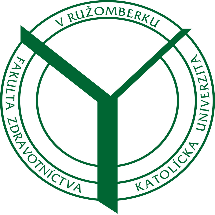 FAKULTA ZDRAVOTNÍCTVA
V RUŽOMBERKU
KATOLÍCKA UNIVERZITA